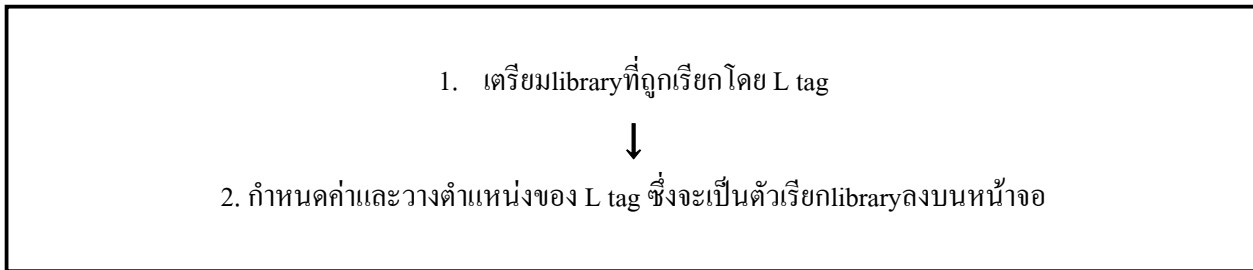 1. เตรียมlibraryที่ถูกเรียกโดย L tag
↓
2. กำหนดค่าและวางตำแหน่งของ L tag ซึ่งจะเป็นตัวเรียกlibraryลงบนหน้าจอ